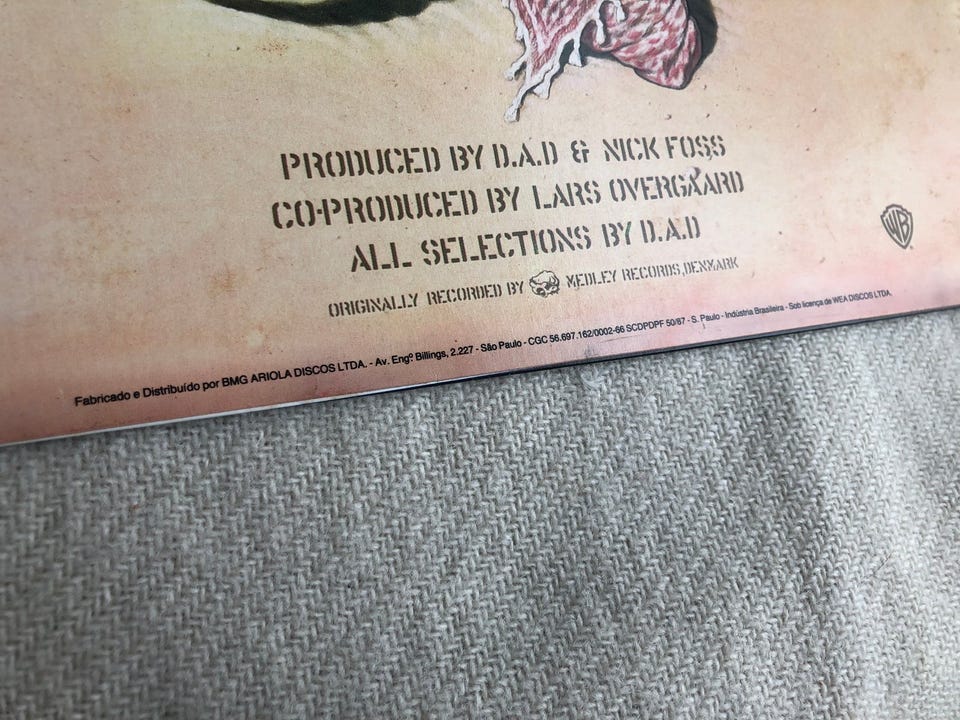 PRODUCED BY D.A.D & NICK FOSS
CO-PRODUCED BY LARS OVERGAARD
ALL SELECTIONS BY D.A.D
WB
ORIGINALLY RECORDED BY MEDLEY RECORDS, DENMARK
Fabricado e Distribuído por BMG ARIOLA DISCOS LTDA. - Av. Engº Billings, 2.227 - São Paulo - CGC 56.697.162/0002-66 SCDPDPF 50/87 - S. Paulo - Indústria Brasileira - Sob licença de WEA DISCOS LTDA.